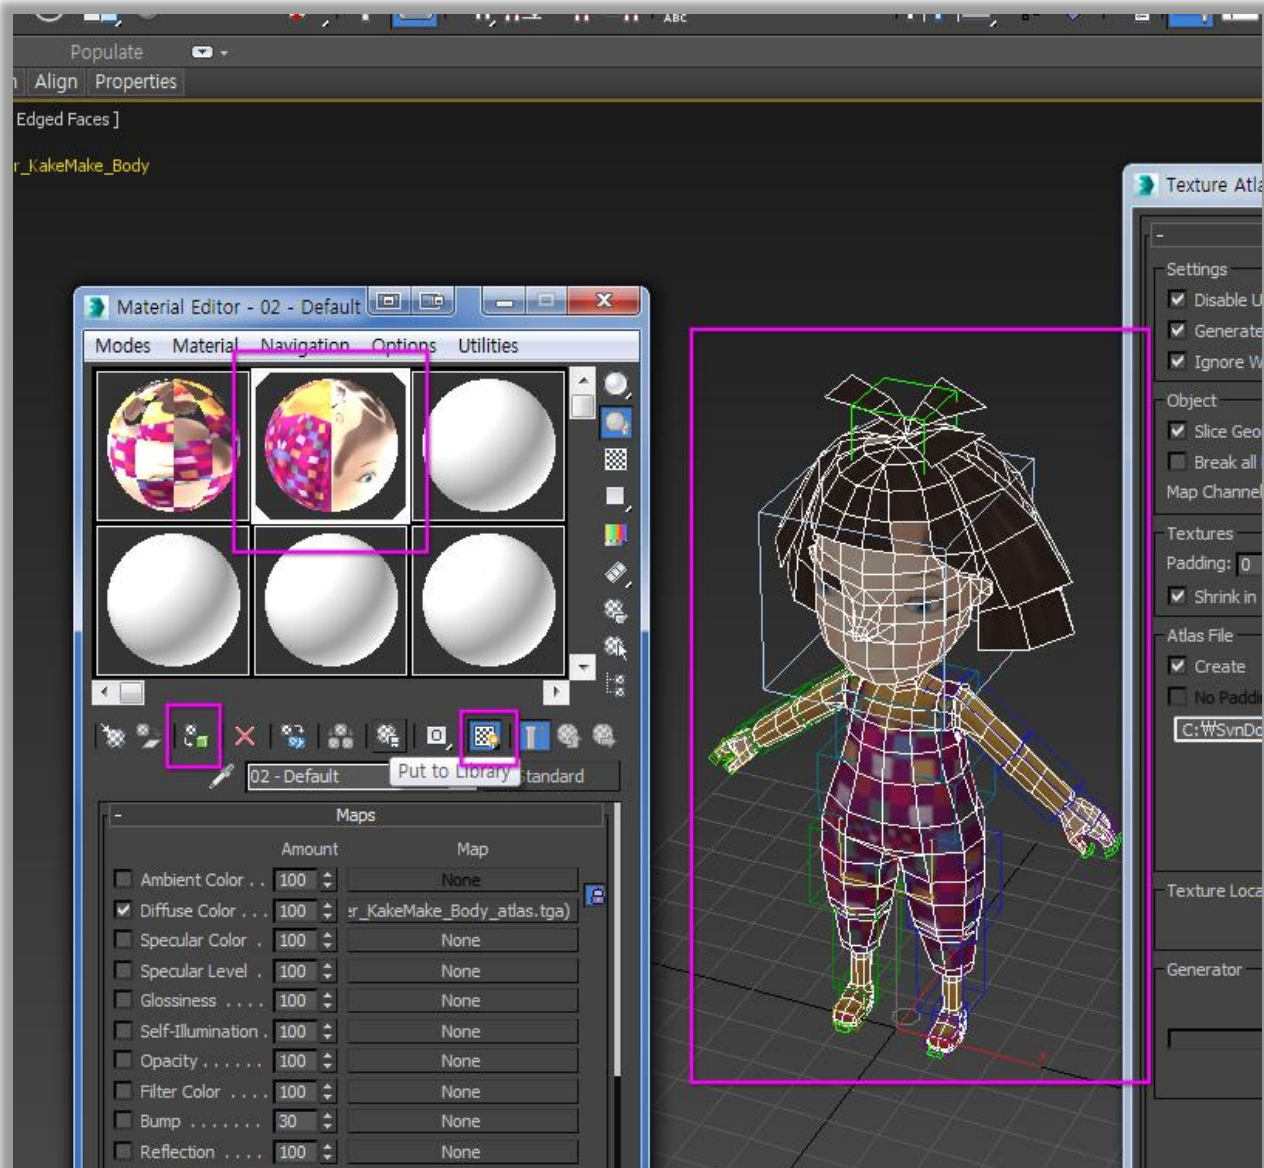 ABC
Populate
Align Properties
Edged Faces ]
r_KakeMake_Body
Material Editor - 02 - Default
Modes Material Navigation Options Utilities
02 - Default
Put to Library
Standard
Maps
Amount Map
Ambient Color . . 100 None
Diffuse Color . . . 100 er_KakeMake_Body_atlas.tga)
Specular Color . 100 None
Specular Level . 100 None
Glossiness . . . . 100 None
Self-Illumination . 100 None
Opacity . . . . . . 100 None
Filter Color . . . . 100 None
Bump . . . . . . . 30 None
Reflection . . . . 100 None
x
Texture Atla
-
Settings
Disable U
Generate
Ignore W
Object
Slice Geo
Break all
Map Channel
Textures
Padding: 0
Shrink in
Atlas File
Create
No Paddi
C:₩SvnDo
Texture Loca
Generator